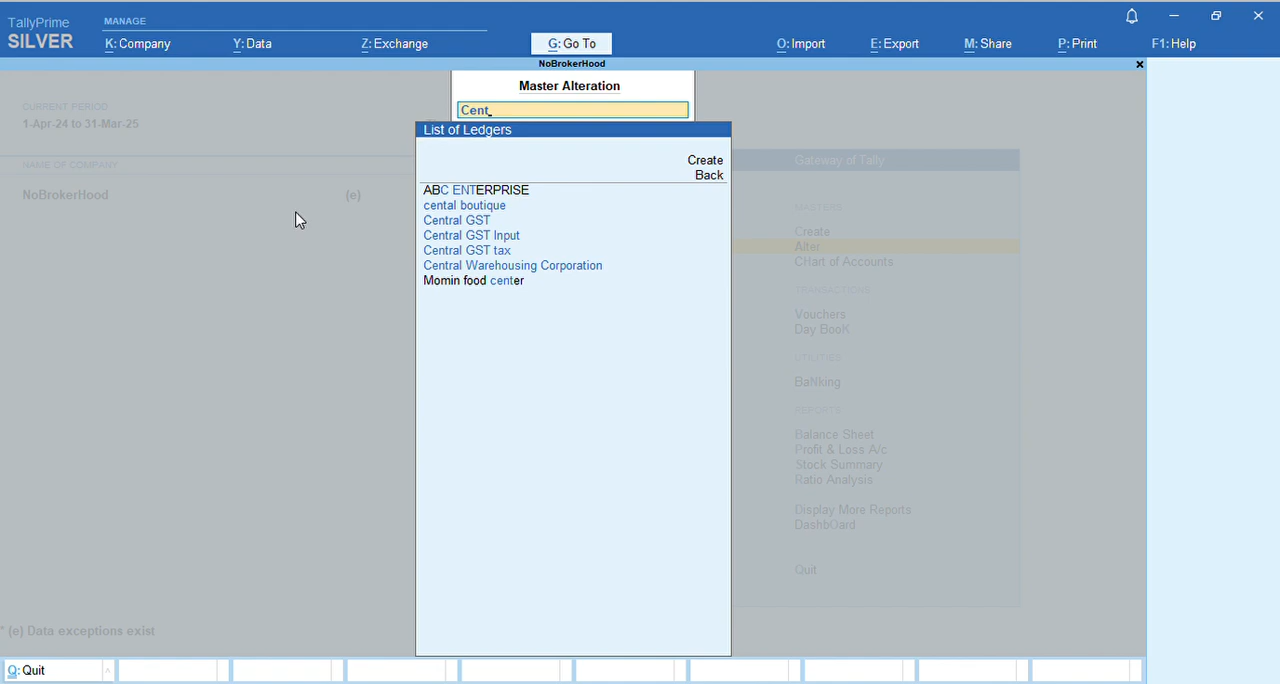 TallyPrime
SILVER
MANAGE
K: Company
Y: Data
Z: Exchange
G: Go To
O: Import
E: Export
M: Share
P: Print
F1: Help
NoBrokerHood
×
CURRENT PERIOD
1-Apr-24 to 31-Mar-25
NAME OF COMPANY
NoBrokerHood (e)
* (e) Data exceptions exist
Master Alteration
Cent
List of Ledgers
Create
Back
ABC ENTERPRISE
cental boutique
Central GST
Central GST Input
Central GST tax
Central Warehousing Corporation
Momin food center
Gateway of Tally
MASTERS
Create
Alter
CHart of Accounts
TRANSACTIONS
Vouchers
Day BooK
UTILITIES
BaNking
REPORTS
Balance Sheet
Profit & Loss A/c
Stock Summary
Ratio Analysis
Display More Reports
DashbOard
Quit
Q: Quit